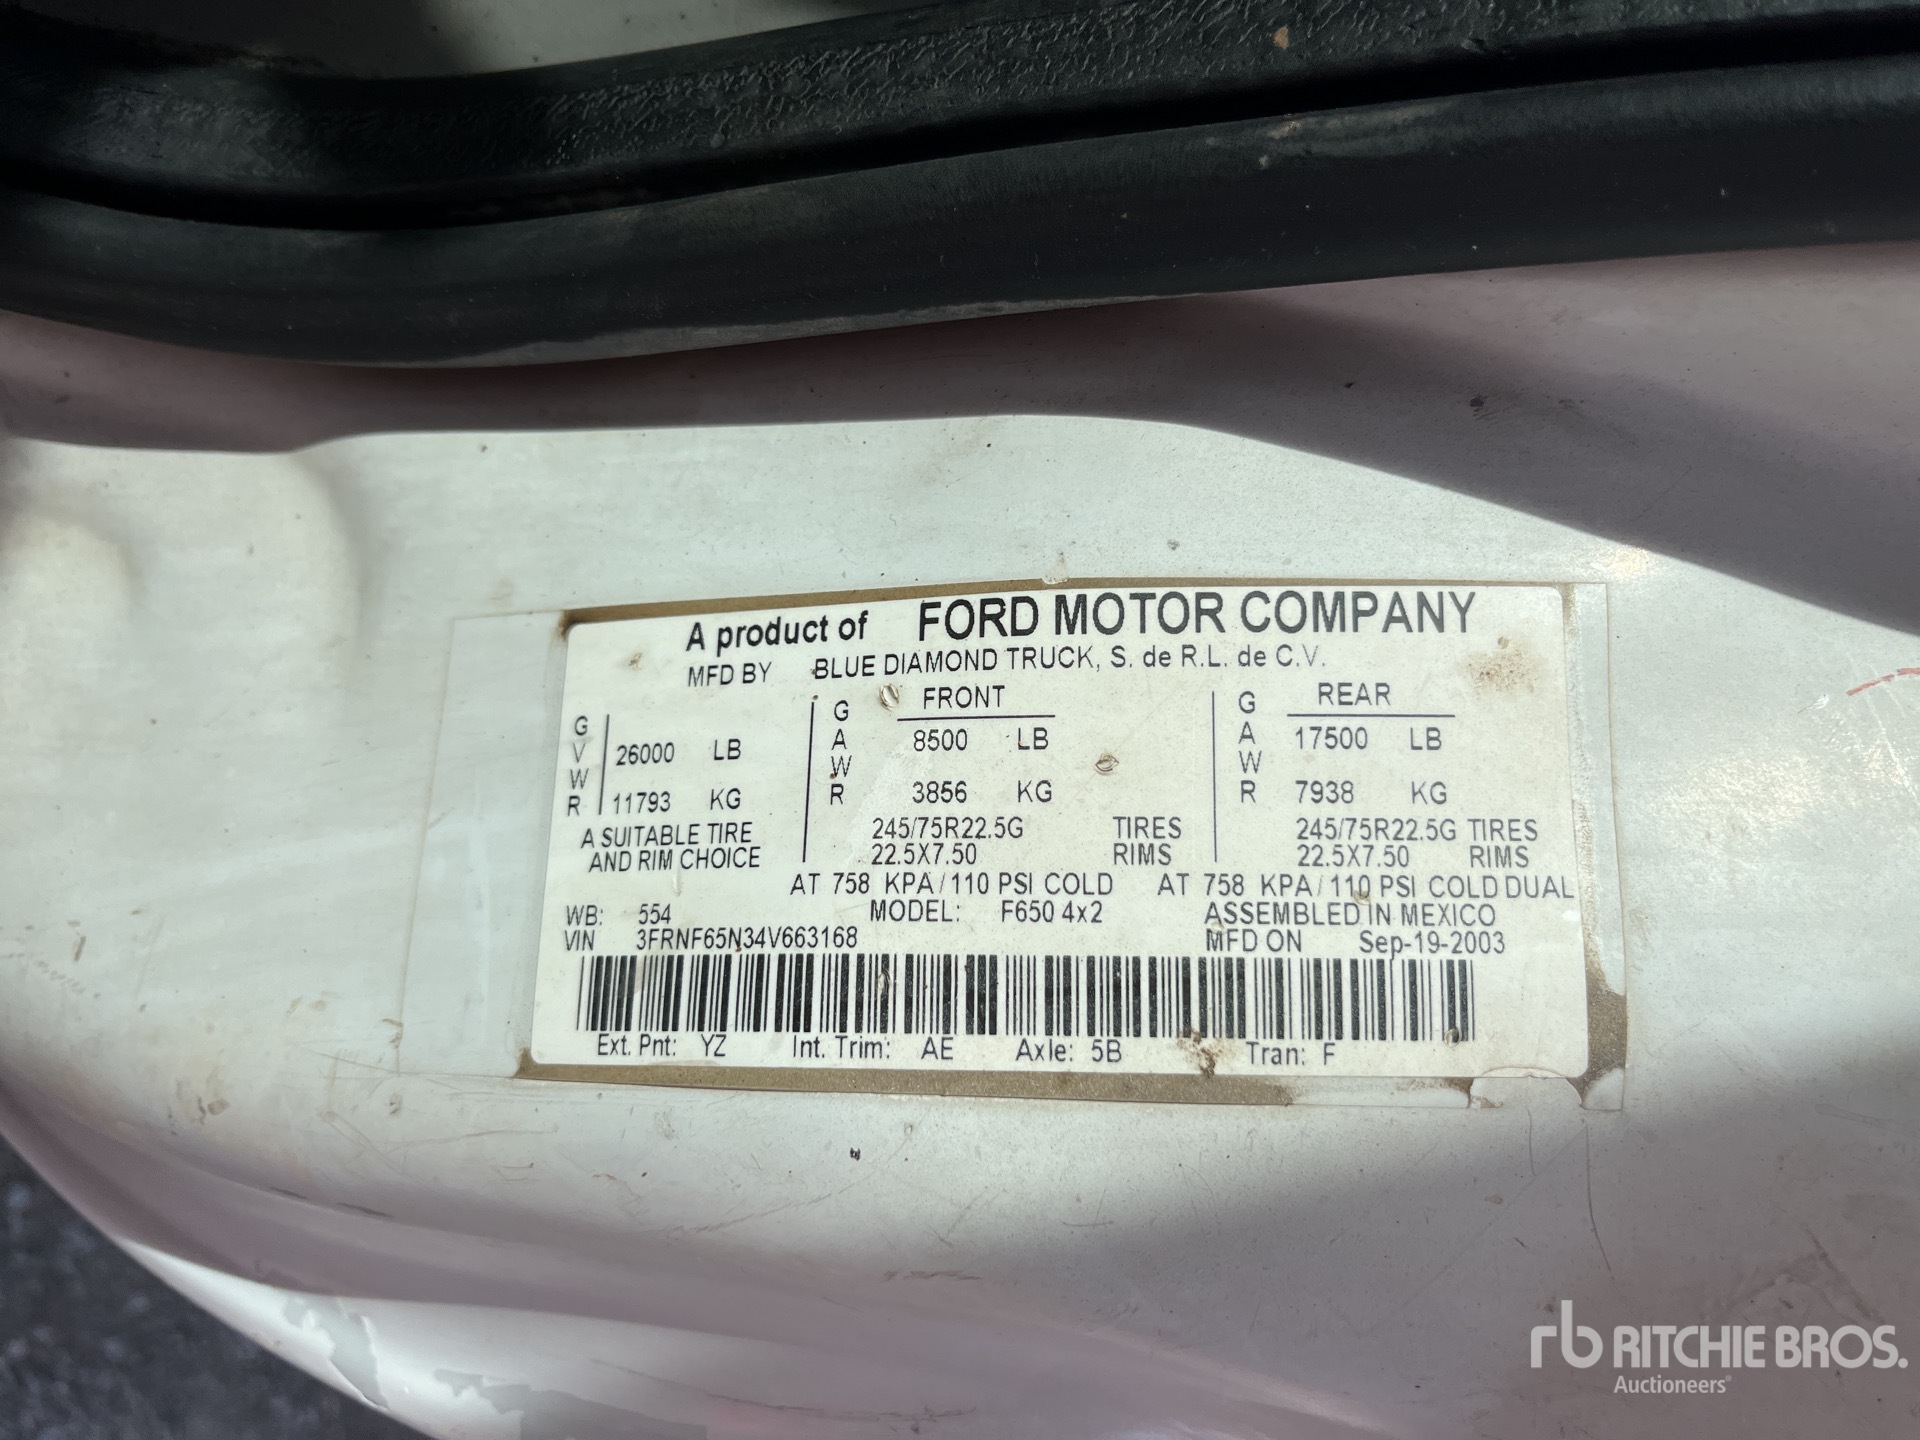 A product of FORD MOTOR COMPANY
MFD BY BLUE DIAMOND TRUCK, S. de R.L. de C.V.
GVWR 26000 LB
11793 KG
A SUITABLE TIRE
AND RIM CHOICE
GAWR FRONT
8500 LB
3856 KG
245/75R22.5G TIRES
22.5X7.50 RIMS
AT 758 KPA/110 PSI COLD
GAWR REAR
17500 LB
7938 KG
245/75R22.5G TIRES
22.5X7.50 RIMS
AT 758 KPA/110 PSI COLD DUAL
WB: 554 MODEL: F650 4x2 ASSEMBLED IN MEXICO
VIN 3FRNF65N34V663168 MFD ON Sep-19-2003
Ext. Pnt: YZ Int. Trim: AE Axle: 5B Tran: F
rb RITCHIE BROS.
Auctioneers